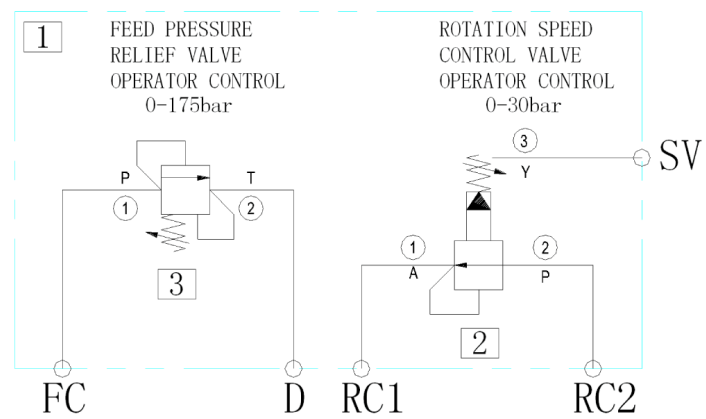 1
FEED PRESSURE
RELIEF VALVE
OPERATOR CONTROL
0-175bar
ROTATION SPEED
CONTROL VALVE
OPERATOR CONTROL
0-30bar
3
Y
SV
P
T
1
2
3
1
A
2
P
2
FC
D
RC1
RC2